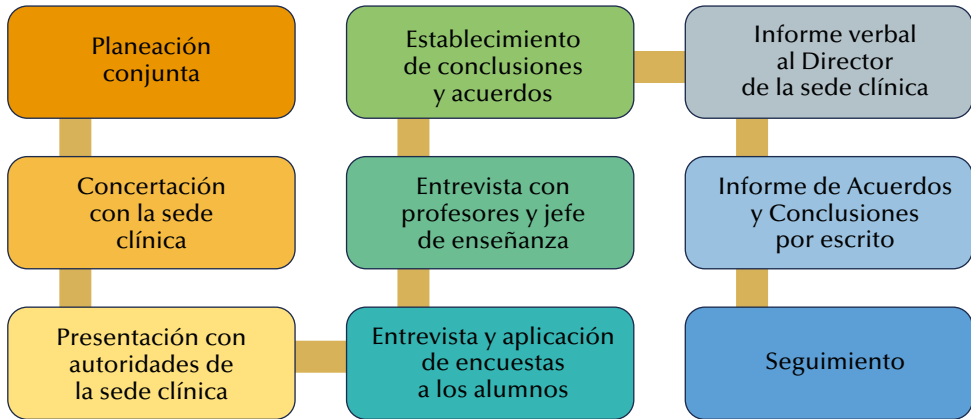 Planeación
conjunta
Concertación
con la sede
clínica
Presentación con
autoridades de
la sede clínica
Entrevista y aplicación
de encuestas
a los alumnos
Entrevista con
profesores y jefe
de enseñanza
Establecimiento
de conclusiones
y acuerdos
Informe verbal
al Director
de la sede clínica
Informe de Acuerdos
y Conclusiones
por escrito
Seguimiento